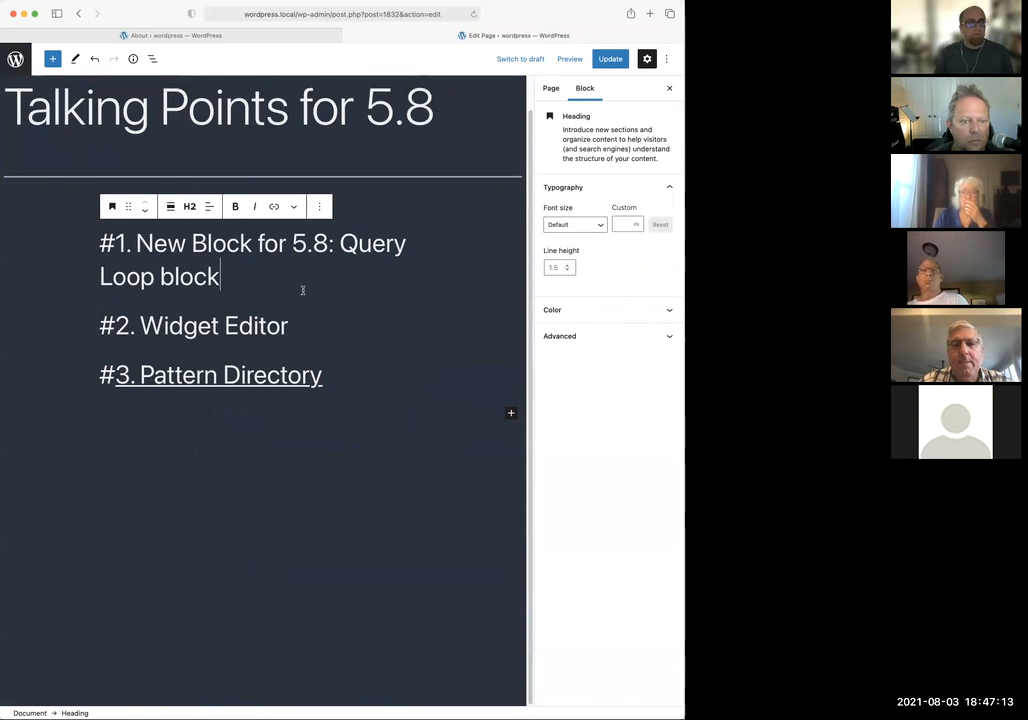 wordpress.local/wp-admin/post.php?post=1832&action=edit
About ‹ wordpress — WordPress
Edit Page ‹ wordpress — WordPress
Switch to draft
Preview
Update
Talking Points for 5.8
H2
B
I
#1. New Block for 5.8: Query
Loop block
#2. Widget Editor
#3. Pattern Directory
Page
Block
Heading
Introduce new sections and
organize content to help visitors
(and search engines) understand
the structure of your content.
Typography
Font size
Custom
Default
PX
Reset
Line height
1.5
Color
Advanced
Document → Heading
2021-08-03 18:47:13